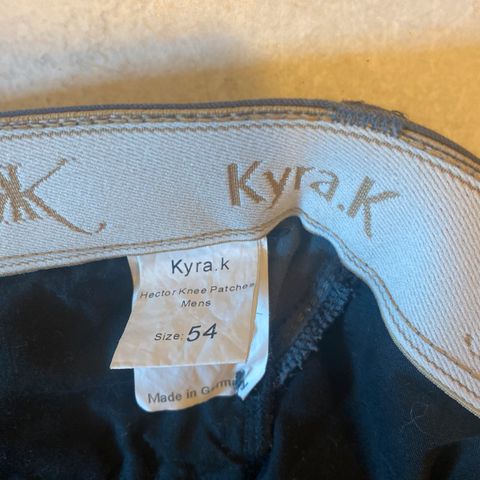 Kyra.K
Kyra.k
Hector Knee Patches
Mens
Size: 54
Made in Germany